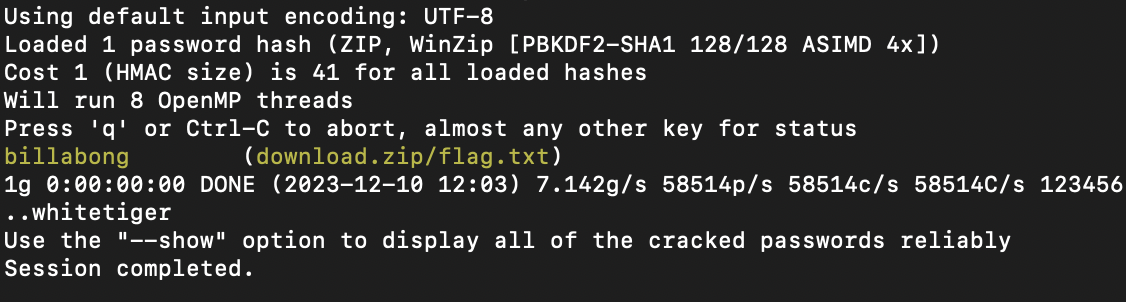 Using default input encoding: UTF-8
Loaded 1 password hash (ZIP, WinZip [PBKDF2-SHA1 128/128 ASIMD 4x])
Cost 1 (HMAC size) is 41 for all loaded hashes
Will run 8 OpenMP threads
Press 'q' or Ctrl-C to abort, almost any other key for status
billabong        (download.zip/flag.txt)
1g 0:00:00:00 DONE (2023-12-10 12:03) 7.142g/s 58514p/s 58514c/s 58514C/s 123456
..whitetiger
Use the "--show" option to display all of the cracked passwords reliably
Session completed.